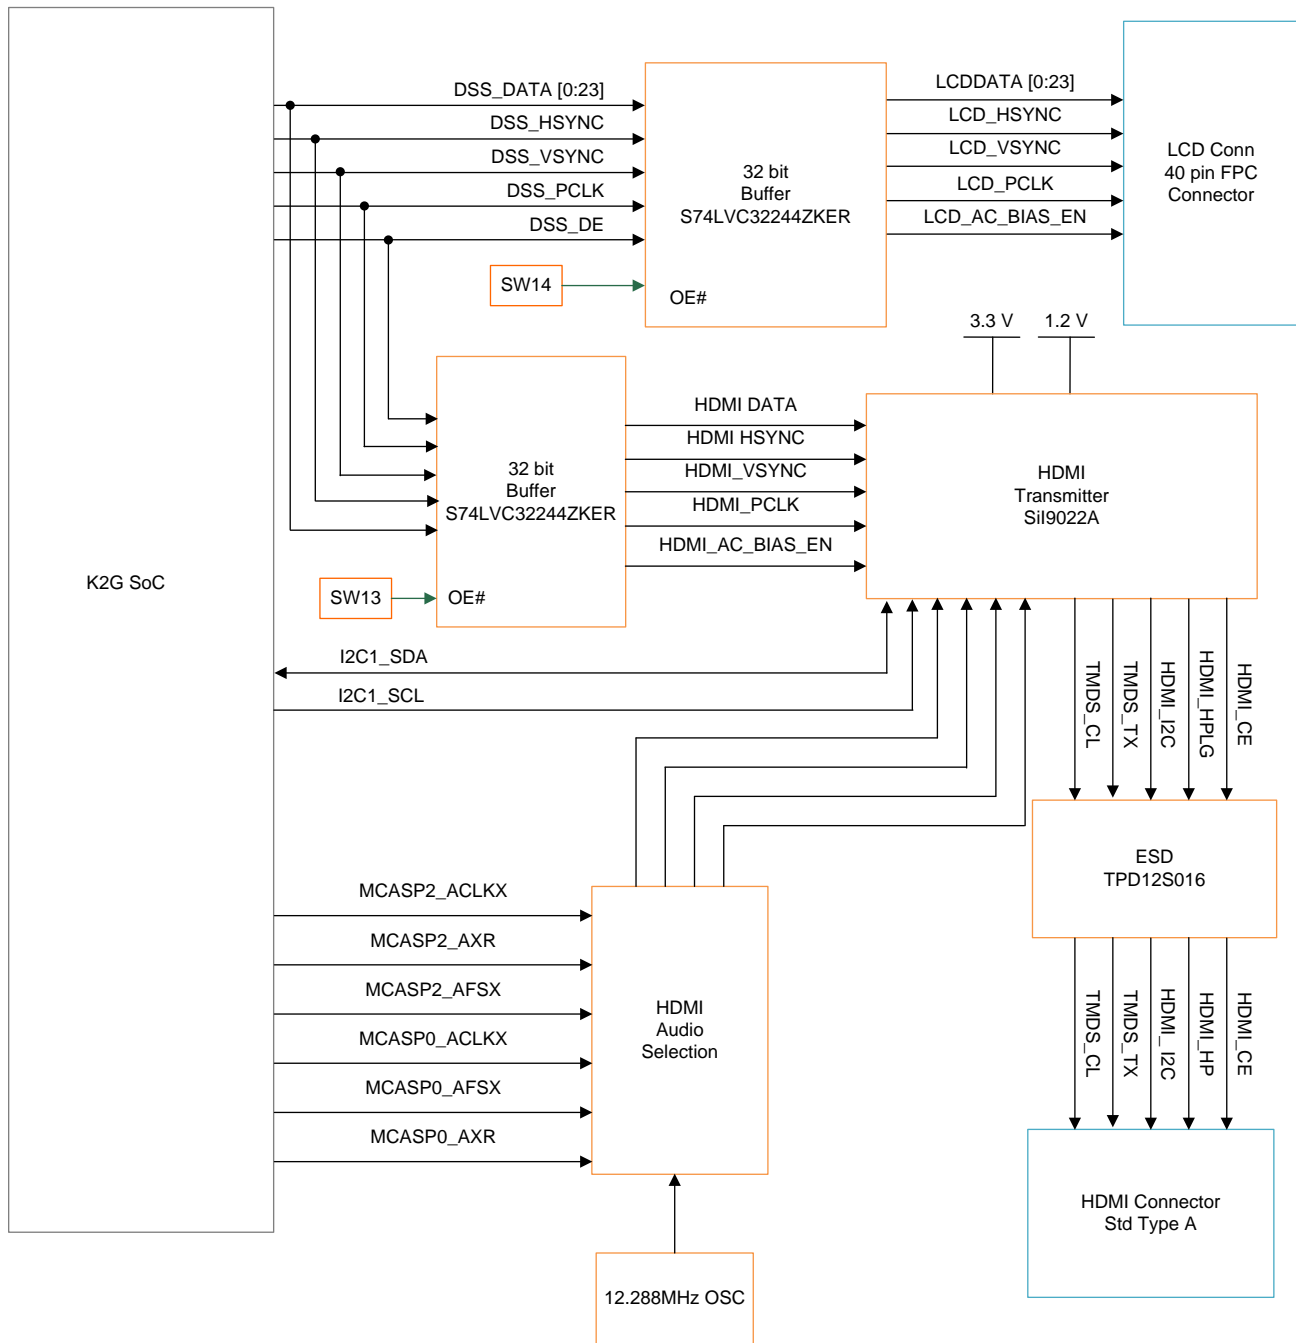 K2G SoC
DSS_DATA [0:23]
DSS_HSYNC
DSS_VSYNC
DSS_PCLK
DSS_DE
SW14
32 bit
Buffer
S74LVC32244ZKER
OE#
LCDDATA [0:23]
LCD_HSYNC
LCD_VSYNC
LCD_PCLK
LCD_AC_BIAS_EN
LCD Conn
40 pin FPC
Connector
3.3 V
1.2 V
32 bit
Buffer
S74LVC32244ZKER
SW13
OE#
HDMI DATA
HDMI HSYNC
HDMI_VSYNC
HDMI_PCLK
HDMI_AC_BIAS_EN
HDMI
Transmitter
SiI9022A
I2C1_SDA
I2C1_SCL
TMDS_CL
TMDS_TX
HDMI_I2C
HDMI_HPLG
HDMI_CE
ESD
TPD12S016
MCASP2_ACLKX
MCASP2_AXR
MCASP2_AFSX
MCASP0_ACLKX
MCASP0_AFSX
MCASP0_AXR
HDMI
Audio
Selection
TMDS_CL
TMDS_TX
HDMI_I2C
HDMI_HP
HDMI_CE
HDMI Connector
Std Type A
12.288MHz OSC